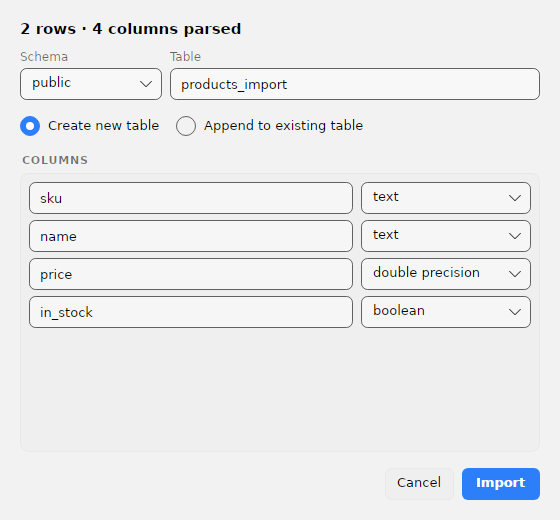 2 rows · 4 columns parsed
Schema Table
public products_import
Create new table Append to existing table
COLUMNS
sku text
name text
price double precision
in_stock boolean
Cancel Import